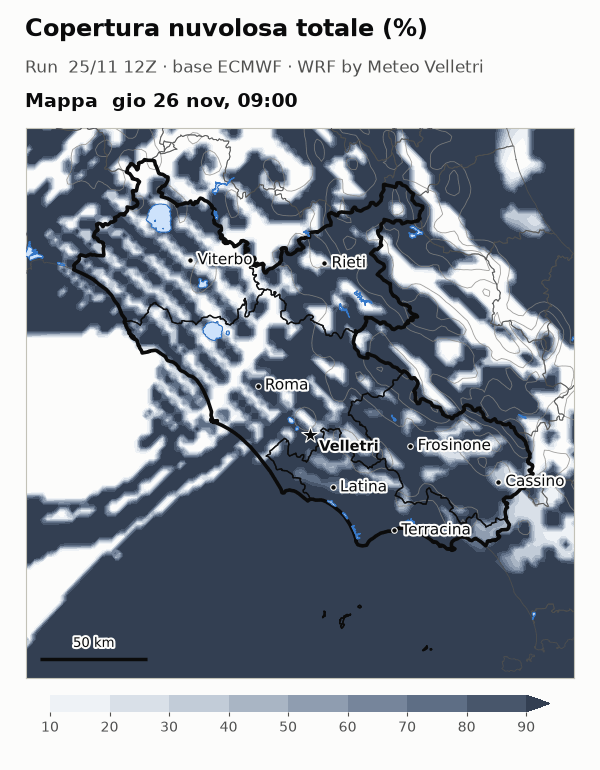 Copertura nuvolosa totale (%)
Run  25/11 12Z · base ECMWF · WRF by Meteo Velletri
Mappa  gio 26 nov, 09:00
Viterbo
Rieti
Roma
Velletri
Frosinone
Latina
Cassino
Terracina
50 km
10 20 30 40 50 60 70 80 90